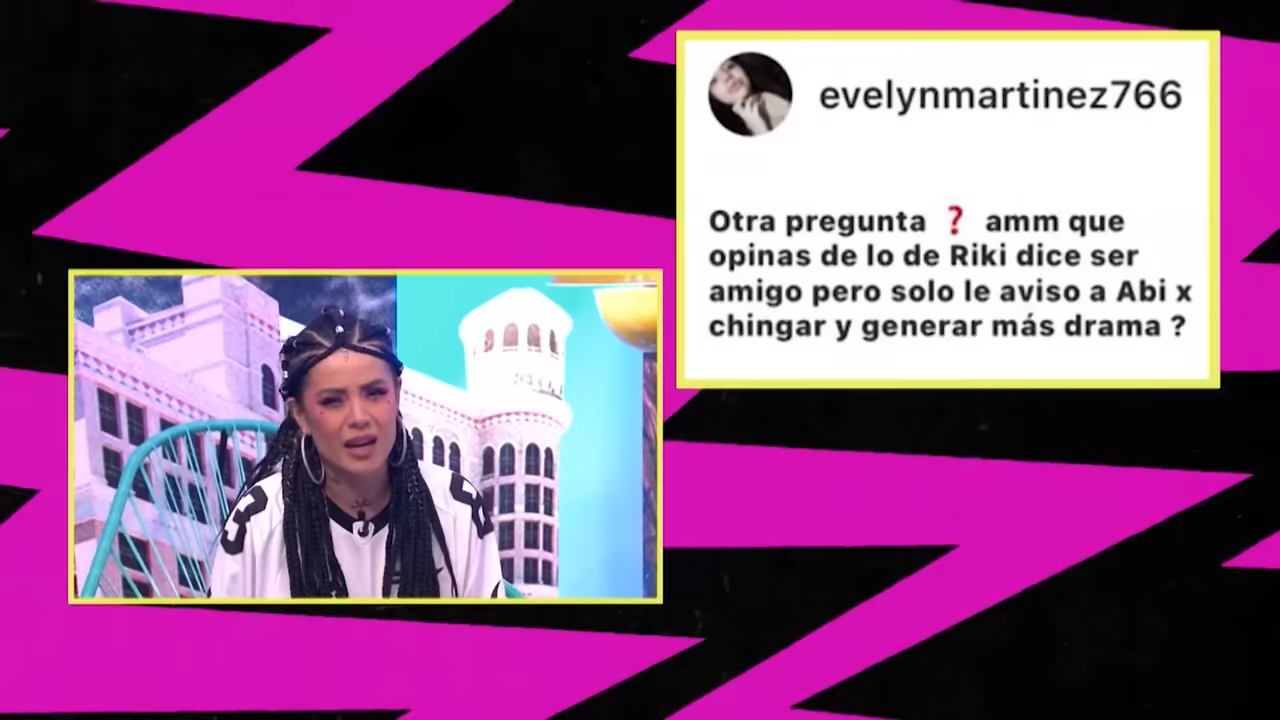 evelynmartinez766
Otra pregunta ❓ amm que
opinas de lo de Riki dice ser
amigo pero solo le aviso a Abi x
chingar y generar más drama ?
83